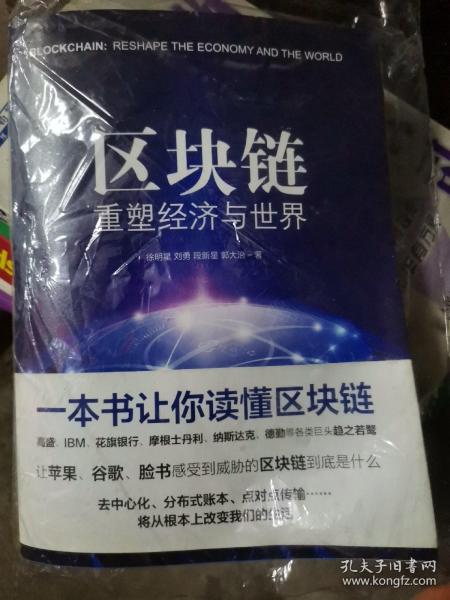 BLOCKCHAIN: RESHAPE THE ECONOMY AND THE WORLD
区块链
重塑经济与世界
徐明星 刘勇 段新星 郭大治 著
一本书让你读懂区块链
高盛、IBM、花旗银行、摩根士丹利、纳斯达克、德勤等各类巨头趋之若鹜
让苹果、谷歌、脸书感受到威胁的区块链到底是什么
去中心化、分布式账本、点对点传输……
将从根本上改变我们的生活
孔夫子旧书网
www.kongfz.com